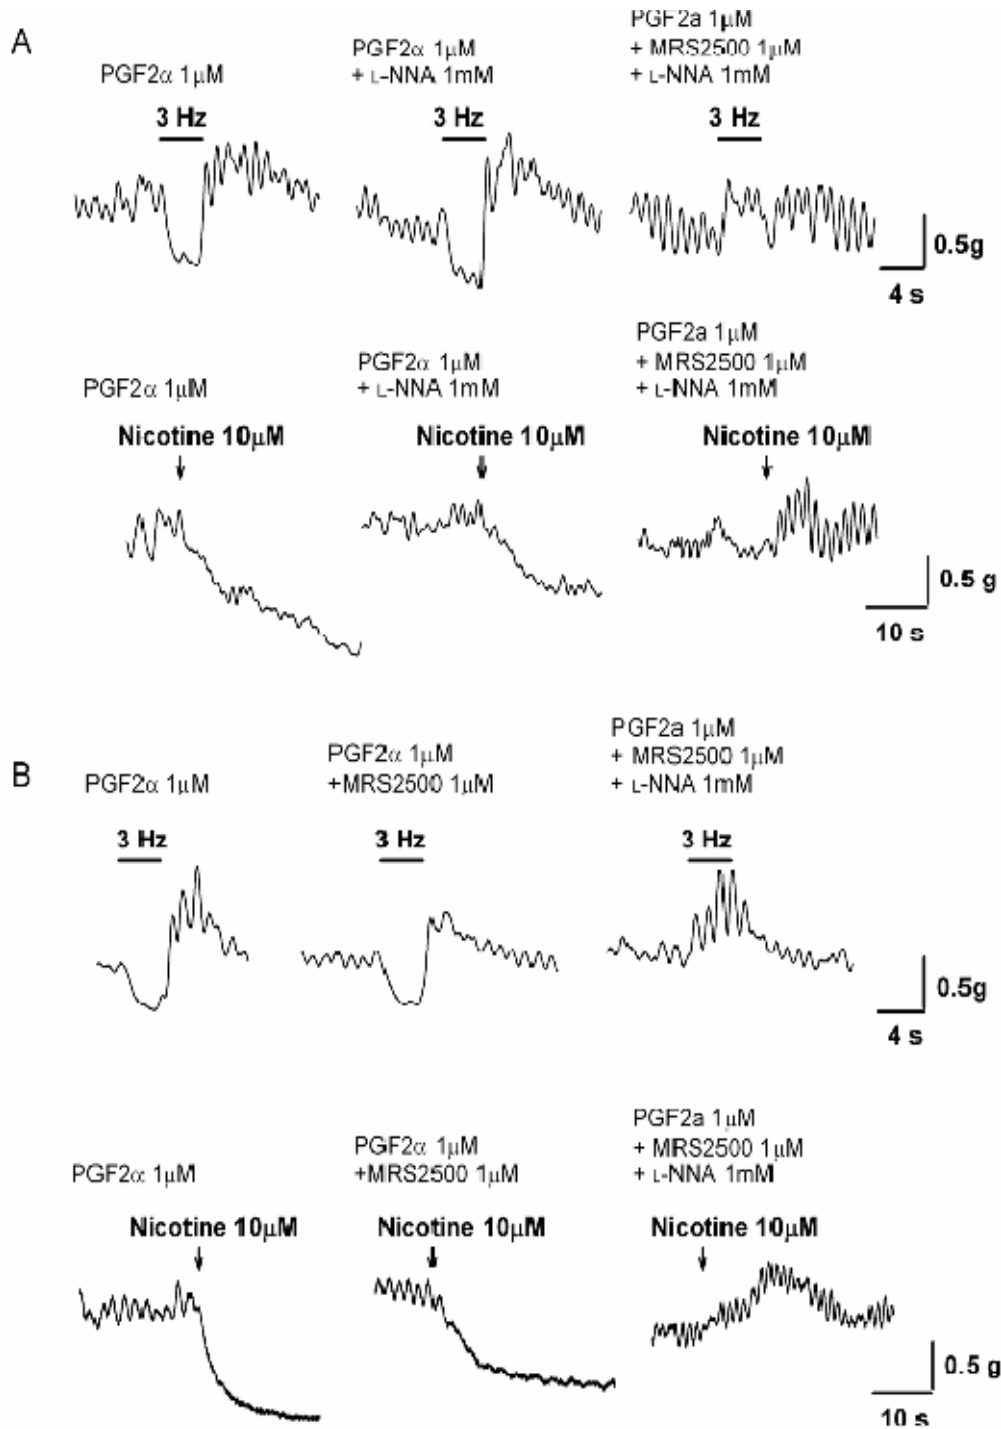 A
PGF2α 1μM
3 Hz
PGF2α 1μM
+ L-NNA 1mM
3 Hz
PGF2a 1μM
+ MRS2500 1μM
+ L-NNA 1mM
3 Hz
0.5g
4 s
PGF2α 1μM
Nicotine 10μM
PGF2α 1μM
+ L-NNA 1mM
Nicotine 10μM
PGF2a 1μM
+ MRS2500 1μM
+ L-NNA 1mM
Nicotine 10μM
0.5 g
10 s
B
PGF2α 1μM
3 Hz
PGF2α 1μM
+MRS2500 1μM
3 Hz
PGF2a 1μM
+ MRS2500 1μM
+ L-NNA 1mM
3 Hz
0.5g
4 s
PGF2α 1μM
Nicotine 10μM
PGF2α 1μM
+MRS2500 1μM
Nicotine 10μM
PGF2a 1μM
+ MRS2500 1μM
+ L-NNA 1mM
Nicotine 10μM
0.5 g
10 s